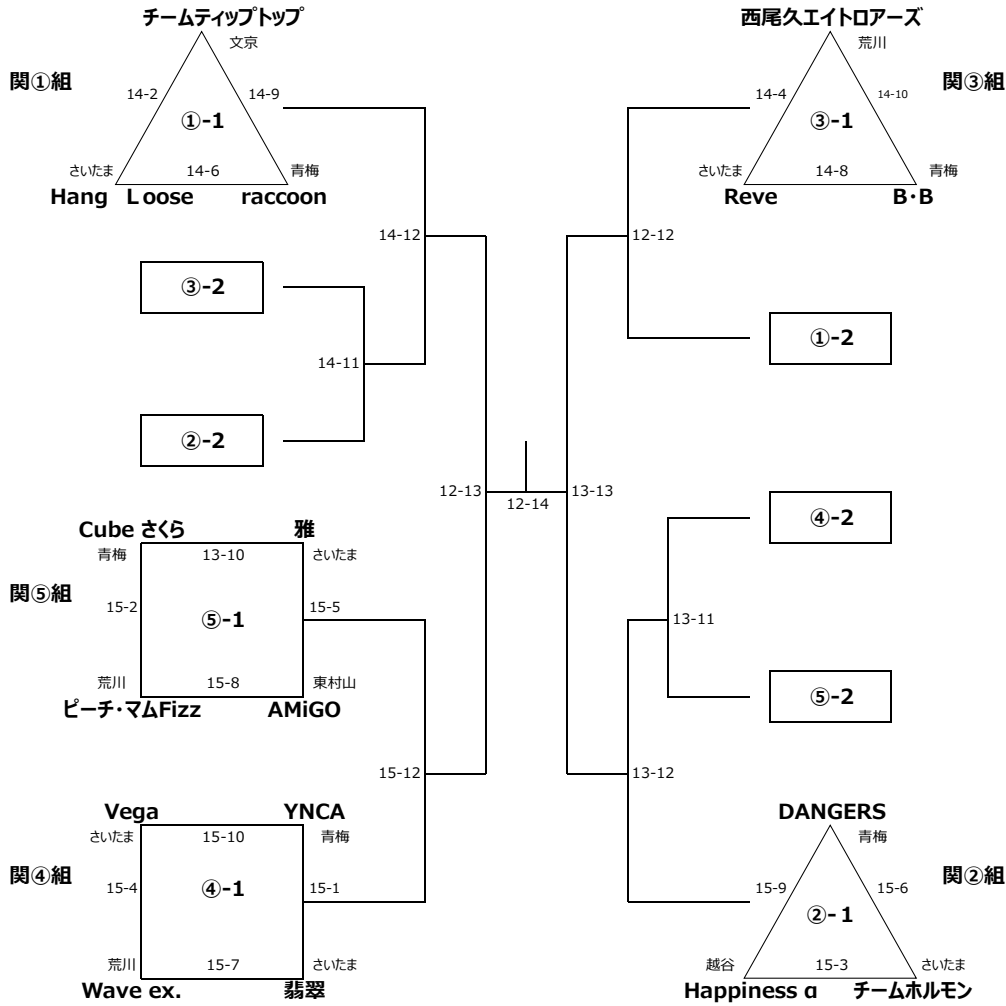 チームティップトップ
文京
関①組
14-2
14-9
①-1
さいたま
14-6
青梅
Hang Loose
raccoon
14-12
③-2
14-11
②-2
12-13
Cube さくら
雅
青梅
13-10
さいたま
関⑤組
15-2
⑤-1
15-5
荒川
15-8
東村山
ピーチ・マムFizz
AMiGO
15-12
Vega
YNCA
さいたま
15-10
青梅
関④組
15-4
④-1
15-1
荒川
15-7
さいたま
Wave ex.
翡翠
12-14
西尾久エイトロアーズ
荒川
関③組
14-4
14-10
③-1
さいたま
14-8
青梅
Reve
B・B
12-12
①-2
13-13
④-2
13-11
⑤-2
13-12
DANGERS
青梅
関②組
15-9
15-6
②-1
越谷
15-3
さいたま
Happiness α
チームホルモン